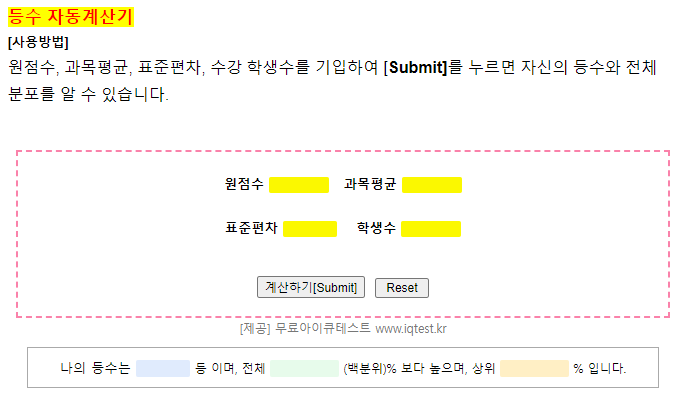 등수 자동계산기
[사용방법]
원점수, 과목평균, 표준편차, 수강 학생수를 기입하여 [Submit]를 누르면 자신의 등수와 전체
분포를 알 수 있습니다.
원점수 과목평균
표준편차 학생수
계산하기[Submit] Reset
[제공] 무료아이큐테스트 www.iqtest.kr
나의 등수는 등 이며, 전체 (백분위)% 보다 높으며, 상위 % 입니다.